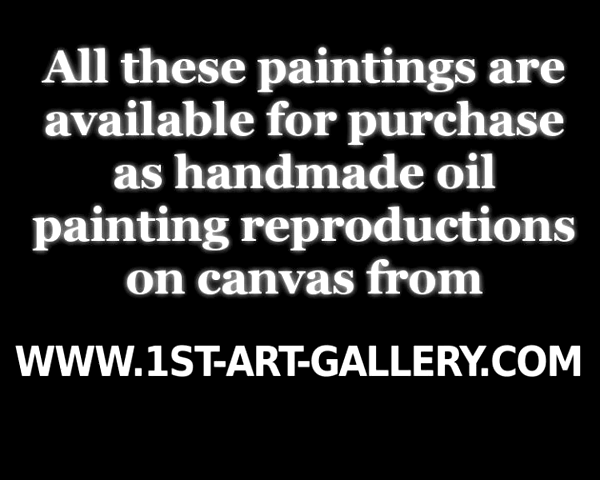 All these paintings are
available for purchase
as handmade oil
painting reproductions
on canvas from
WWW.1ST-ART-GALLERY.COM